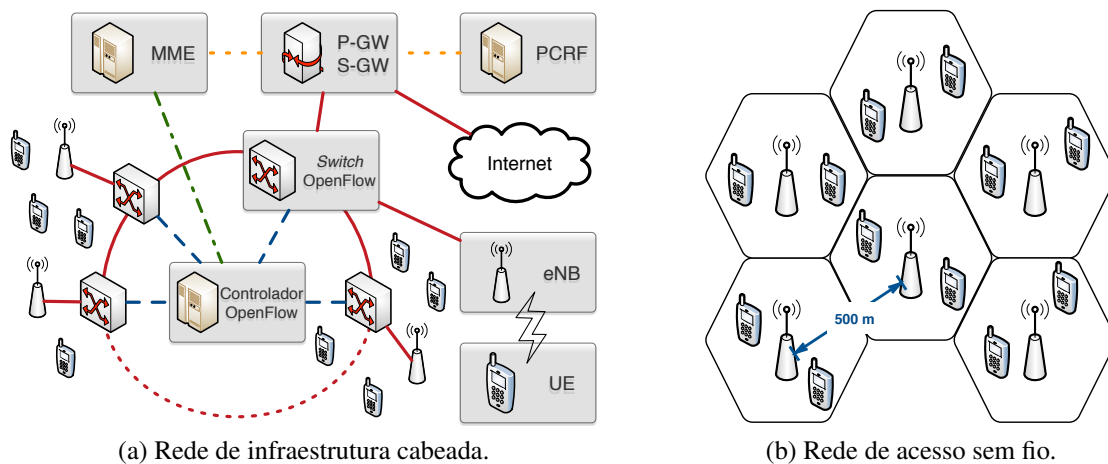 MME
P-GW
S-GW
PCRF
Switch
OpenFlow
Internet
eNB
Controlador
OpenFlow
UE
500 m
(a) Rede de infraestrutura cabeada.
(b) Rede de acesso sem fio.